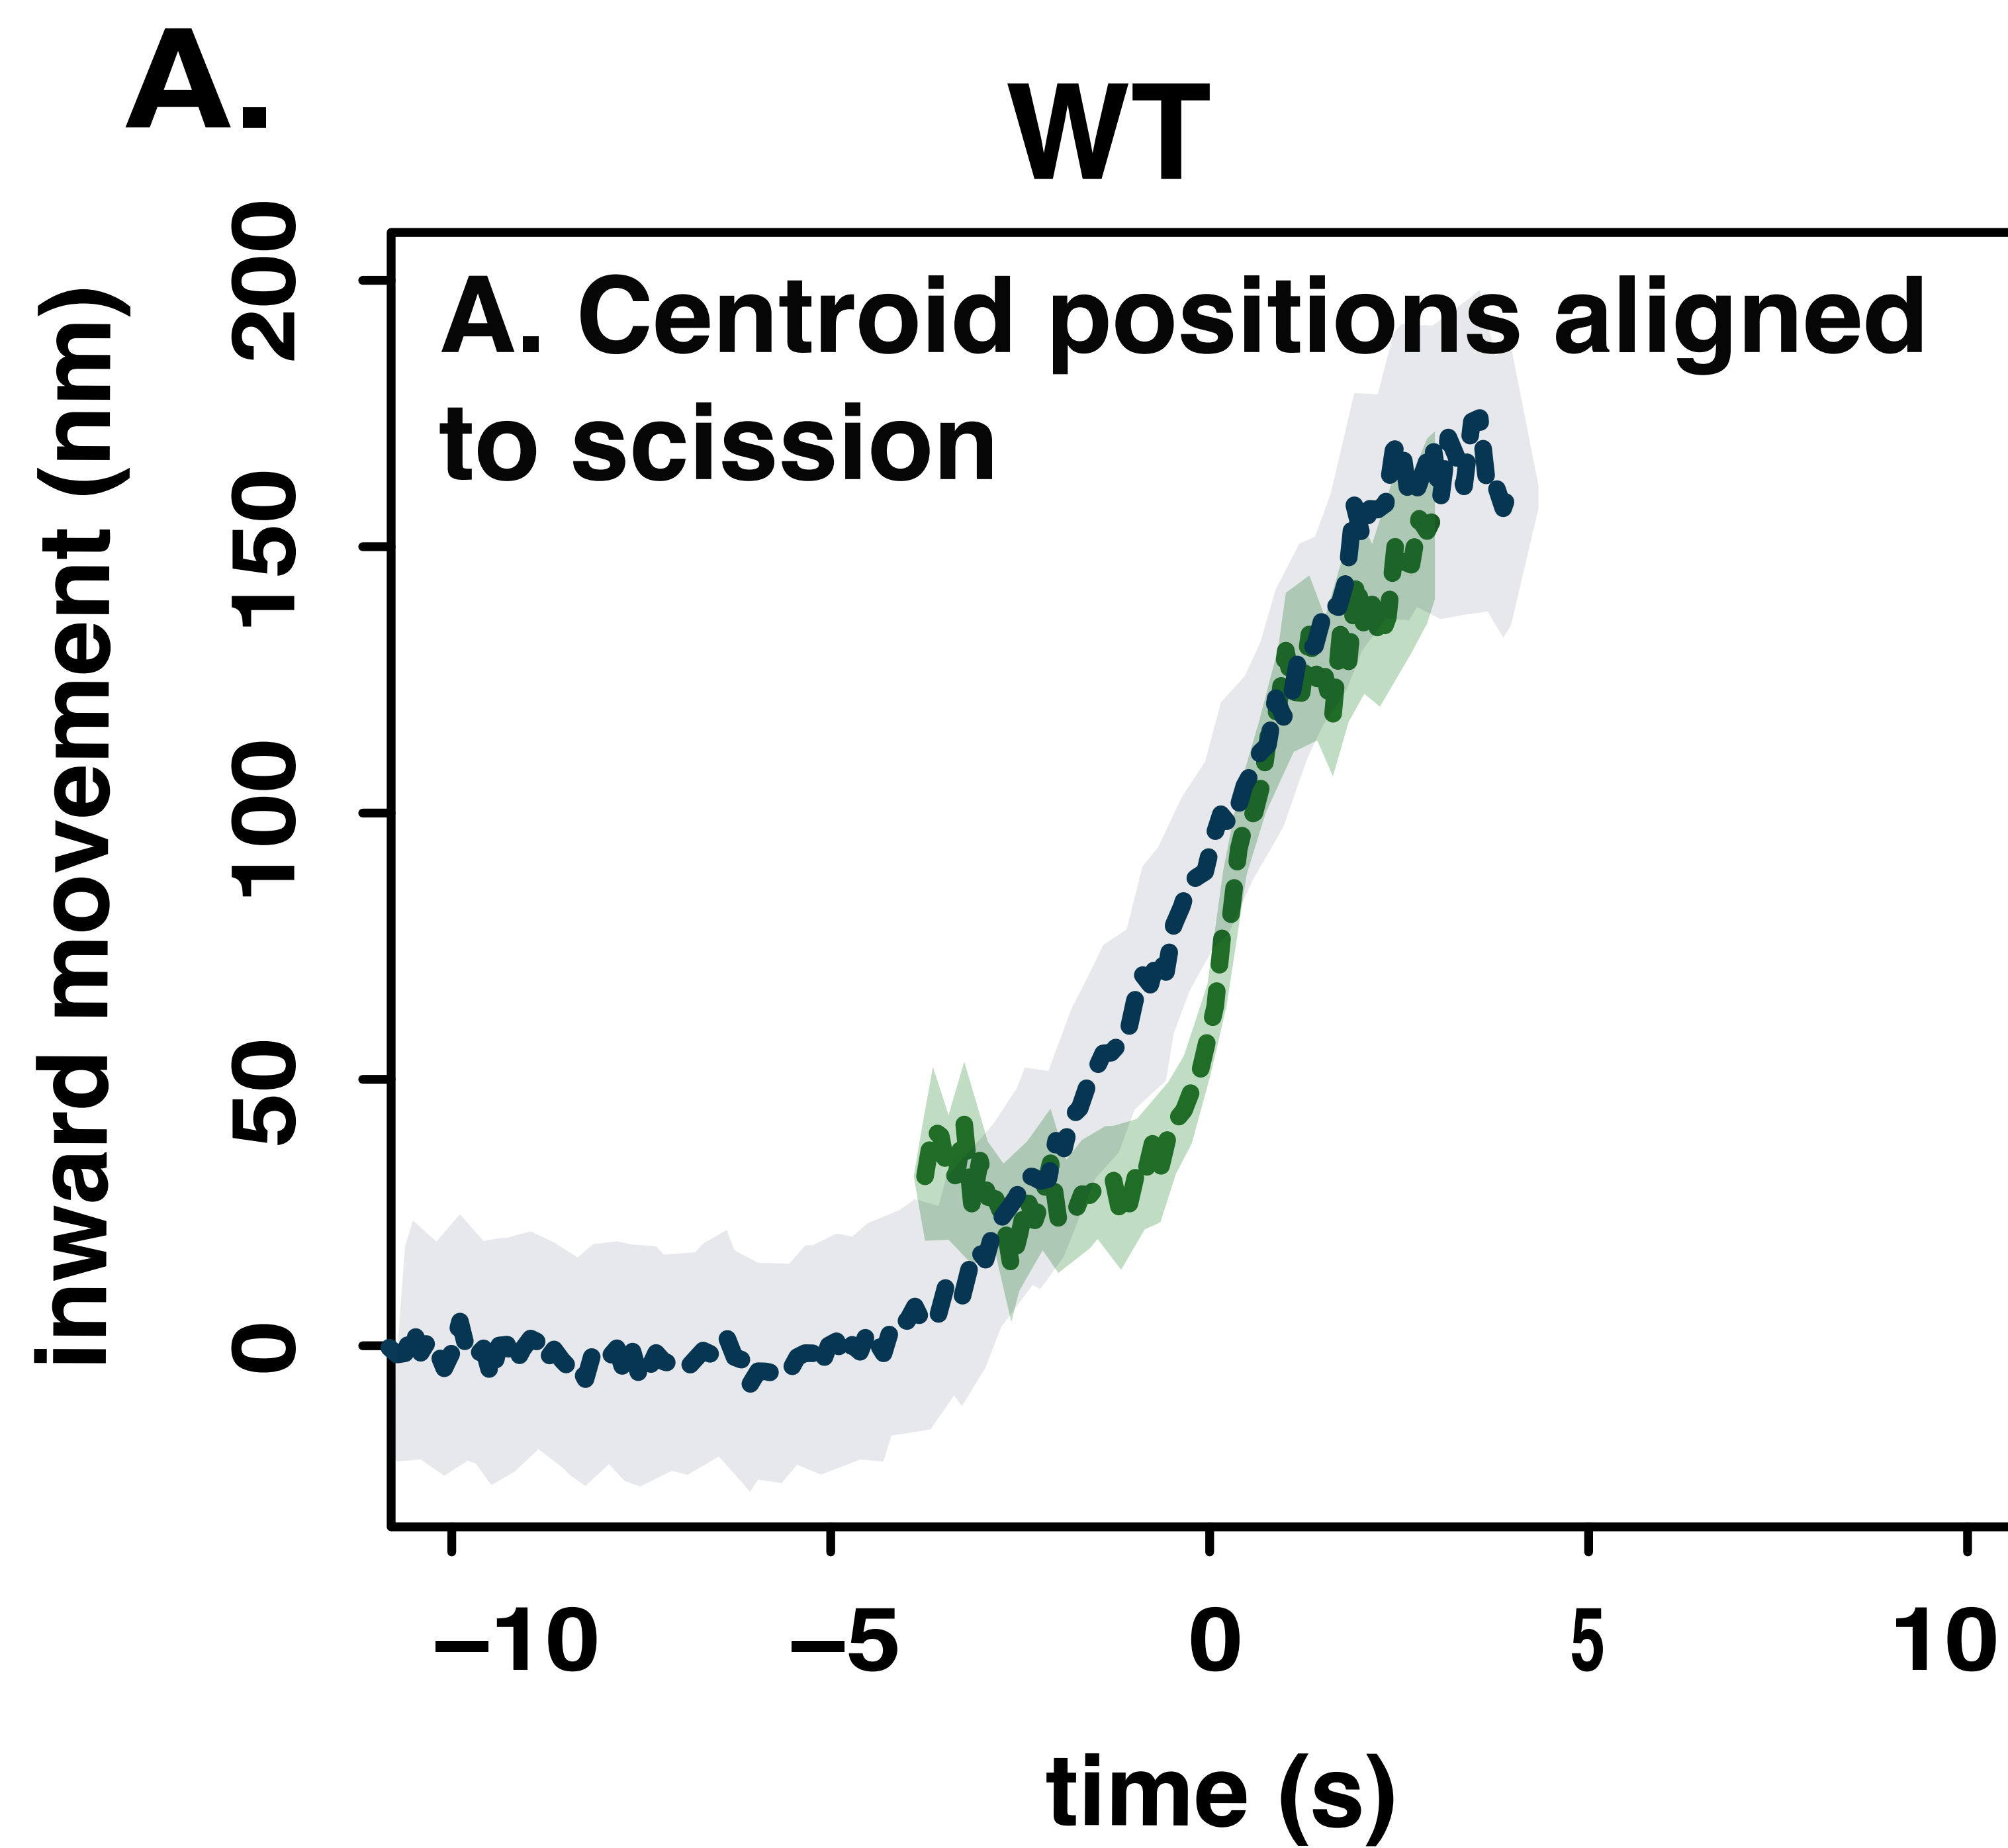 A.
WT
A. Centroid positions aligned
to scission
inward movement (nm)
200
150
100
50
0
−10 −5 0 5 10
time (s)